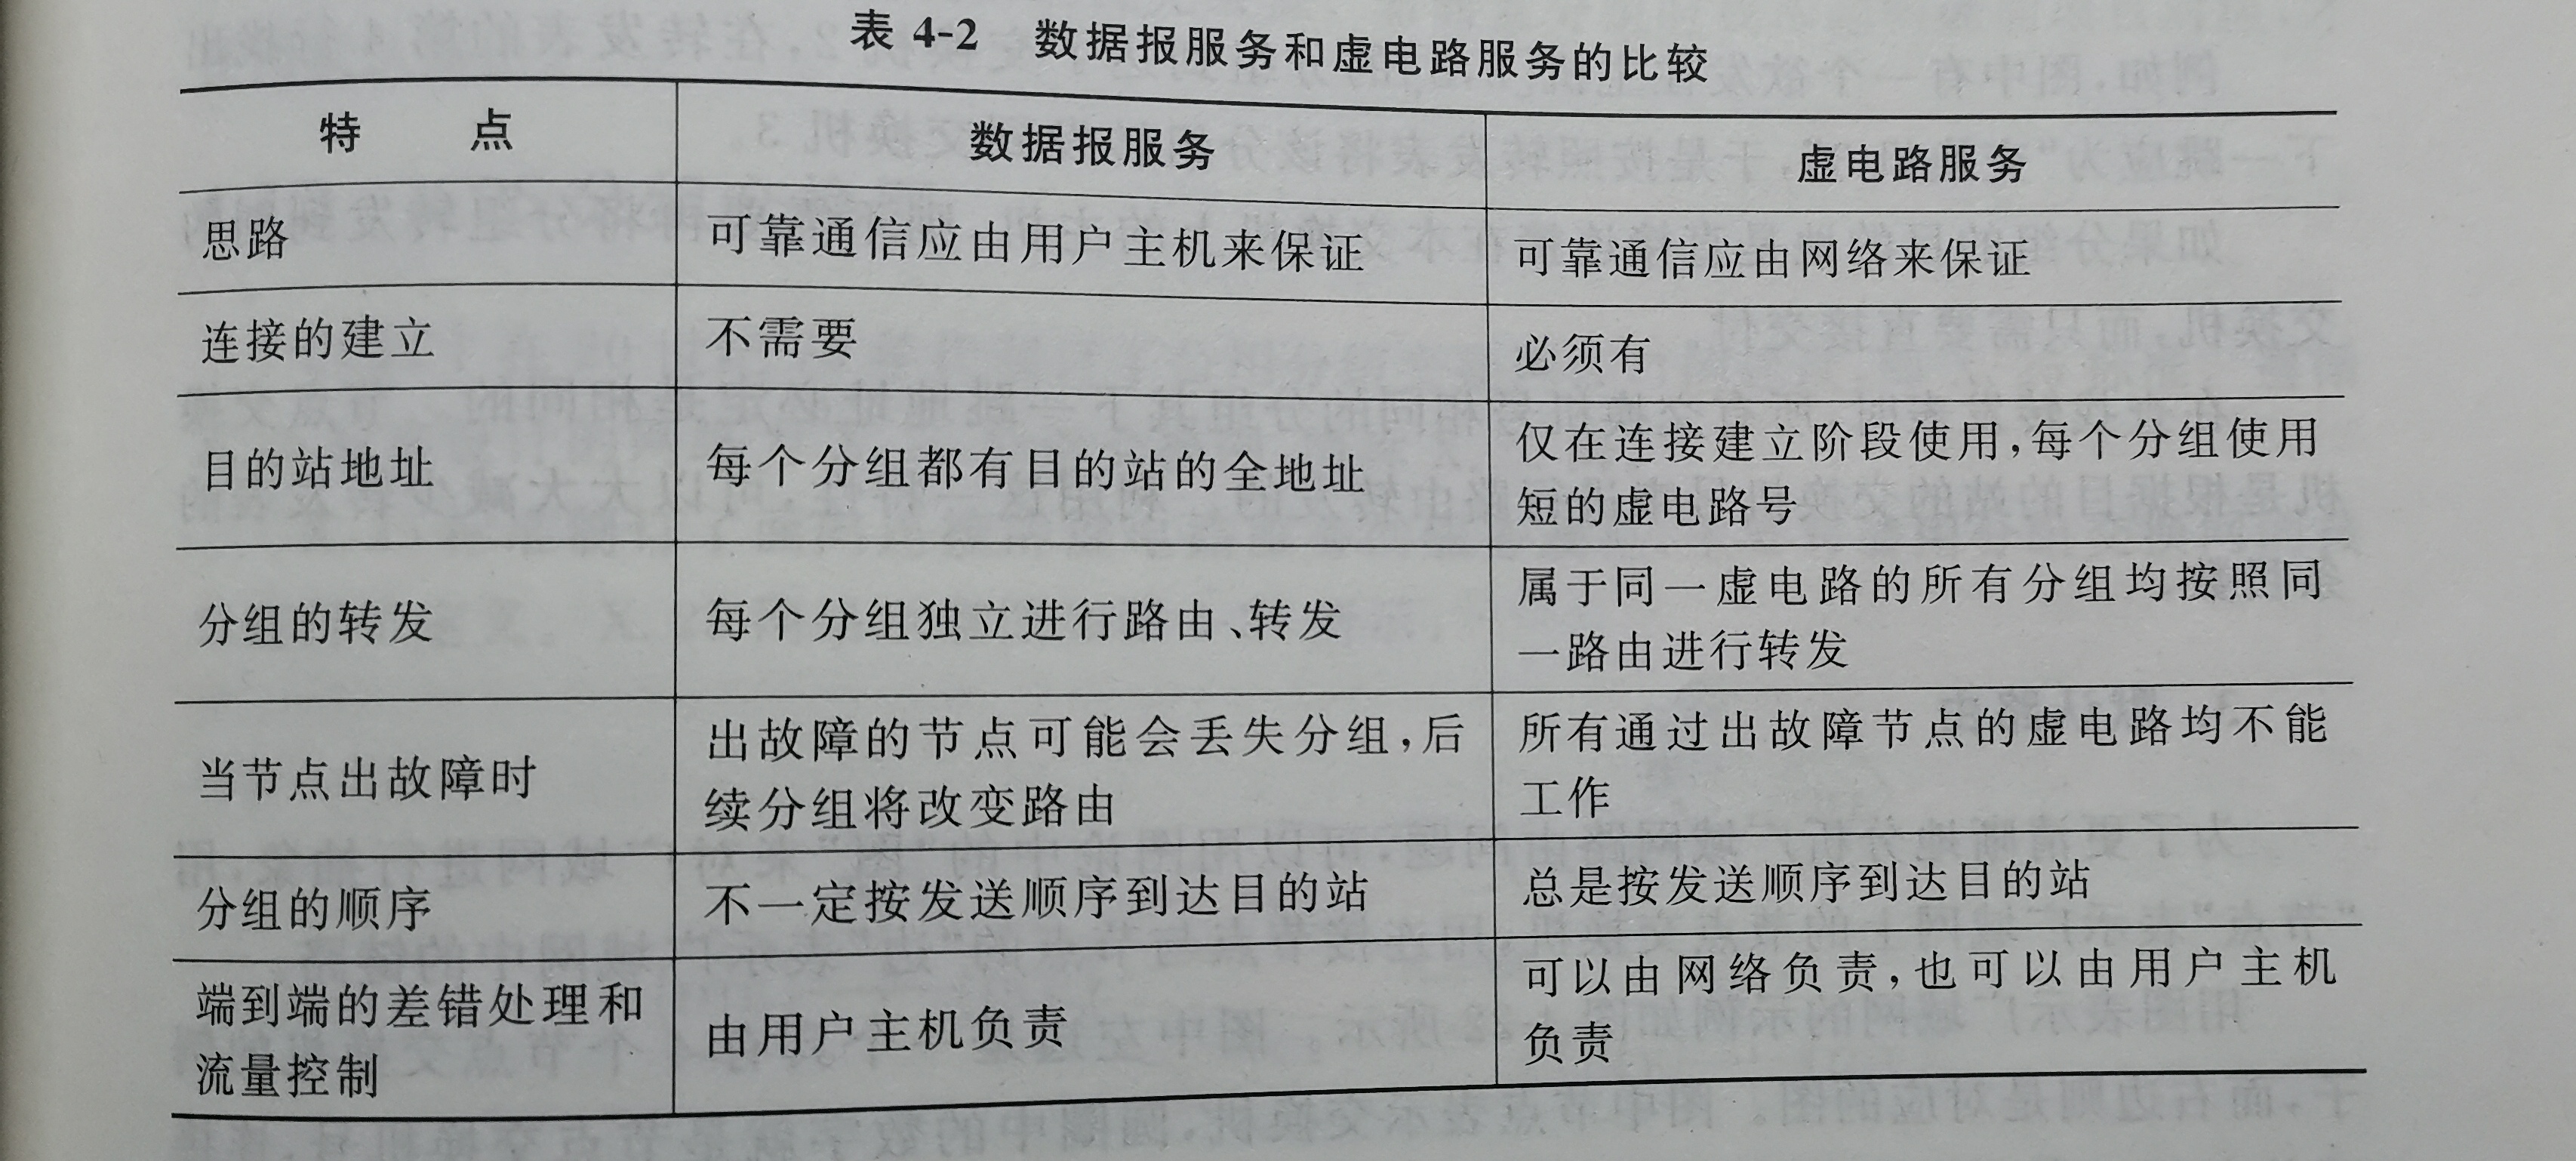 表 4-2 数据报服务和虚电路服务的比较
特 点
数据报服务
虚电路服务
思路
可靠通信应由用户主机来保证
可靠通信应由网络来保证
连接的建立
不需要
必须有
目的站地址
每个分组都有目的站的全地址
仅在连接建立阶段使用,每个分组使用
短的虚电路号
分组的转发
每个分组独立进行路由、转发
属于同一虚电路的所有分组均按照同
一路由进行转发
当节点出故障时
出故障的节点可能会丢失分组,后
续分组将改变路由
所有通过出故障节点的虚电路均不能
工作
分组的顺序
不一定按发送顺序到达目的站
总是按发送顺序到达目的站
端到端的差错处理和
流量控制
由用户主机负责
可以由网络负责,也可以由用户主机
负责